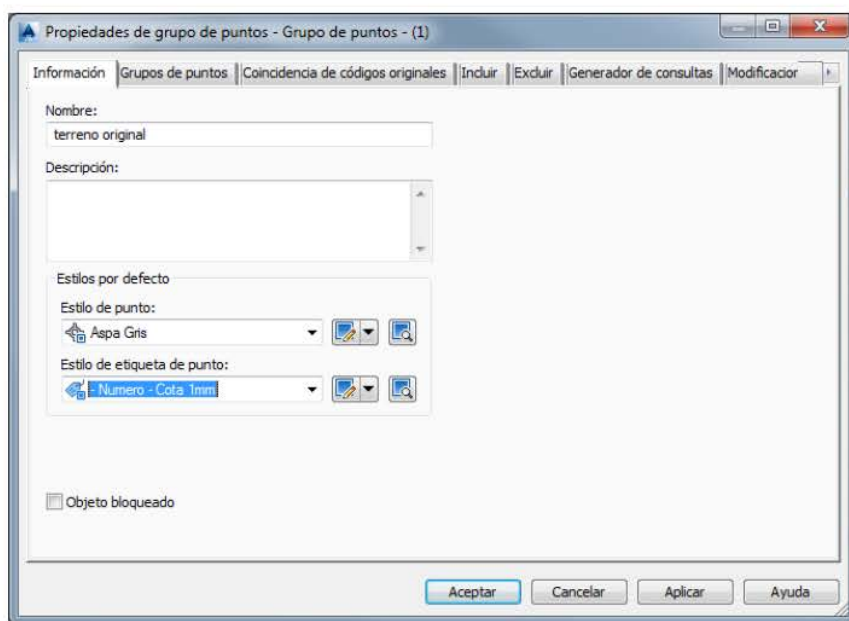 Propiedades de grupo de puntos - Grupo de puntos - (1)
Información Grupos de puntos Coincidencia de códigos originales Incluir Excluir Generador de consultas Modificacior
Nombre:
terreno original
Descripción:
Estilos por defecto
Estilo de punto:
Aspa Gris
Estilo de etiqueta de punto:
- Numero - Cota 1mm
Objeto bloqueado
Aceptar Cancelar Aplicar Ayuda